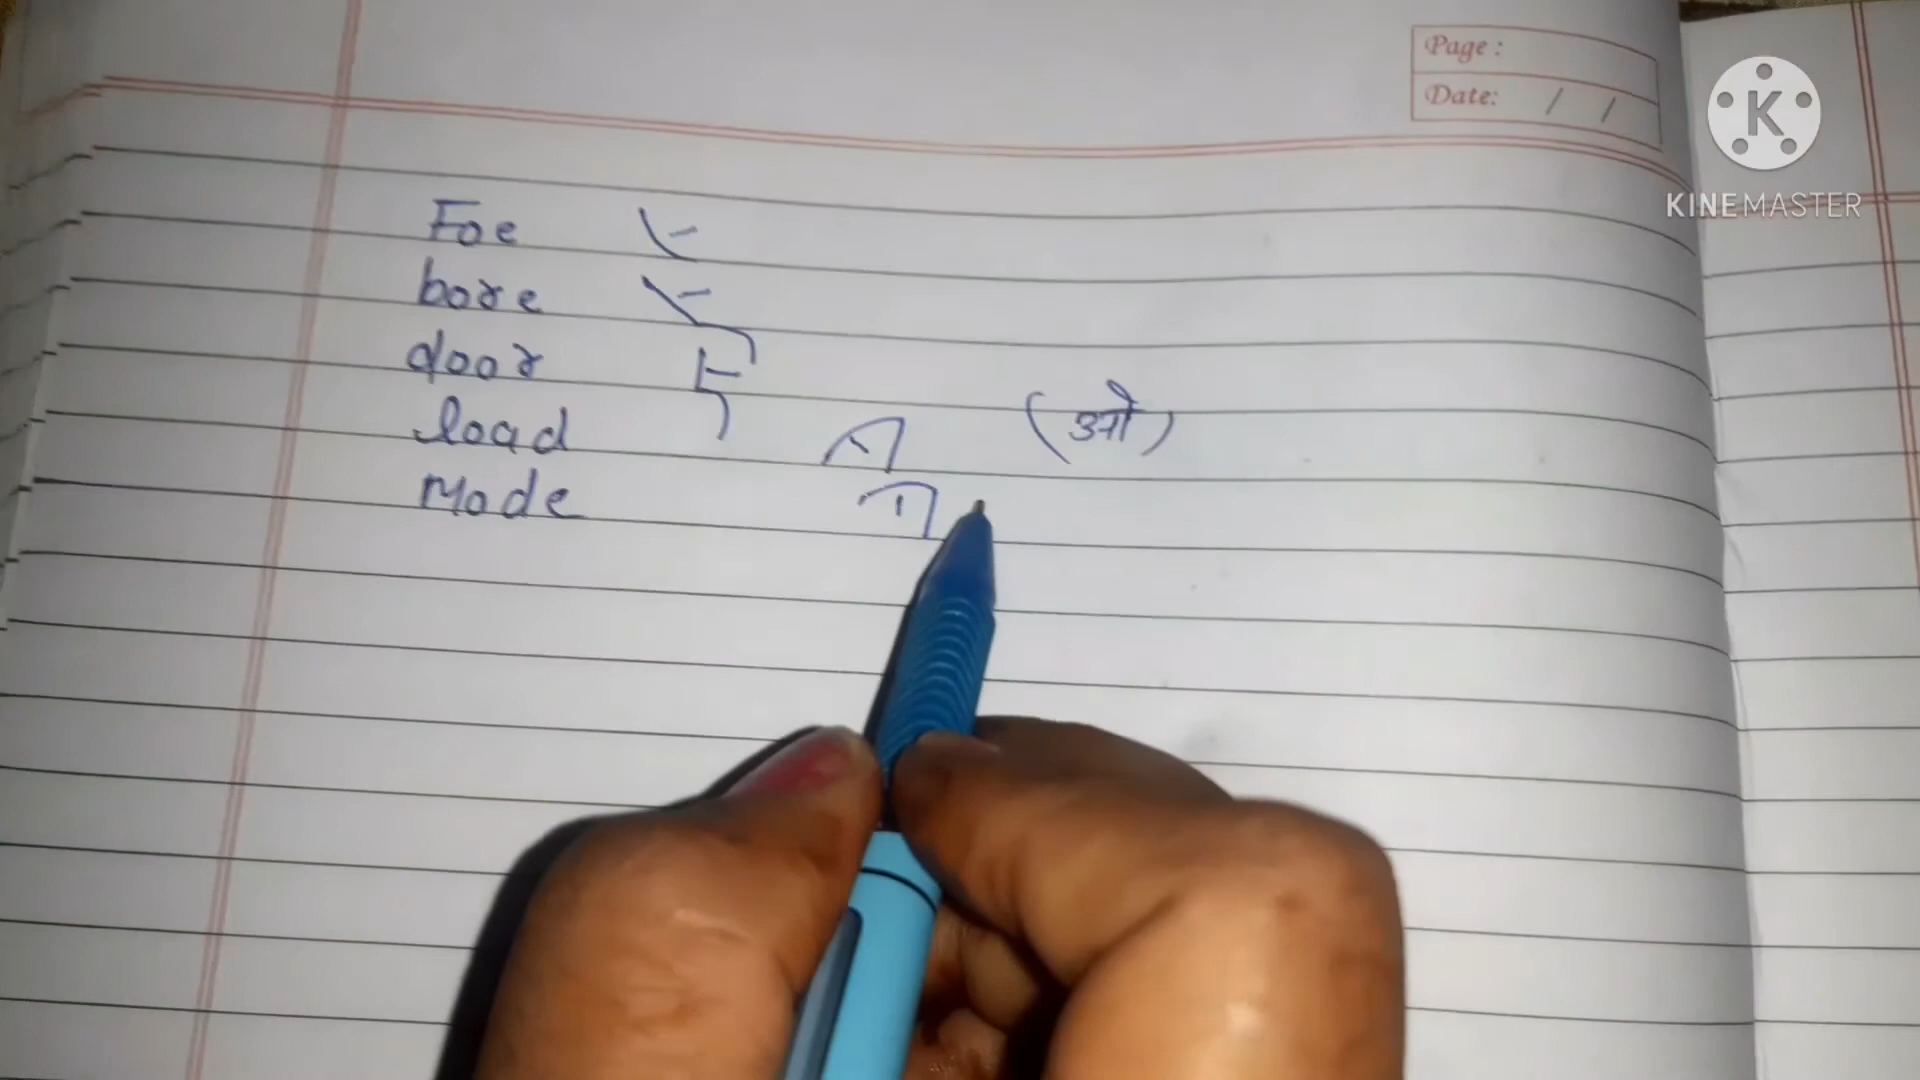 Page :
Date: / /
K
KINEMASTER
Foe
bore
door
load
(ओ)
Mode